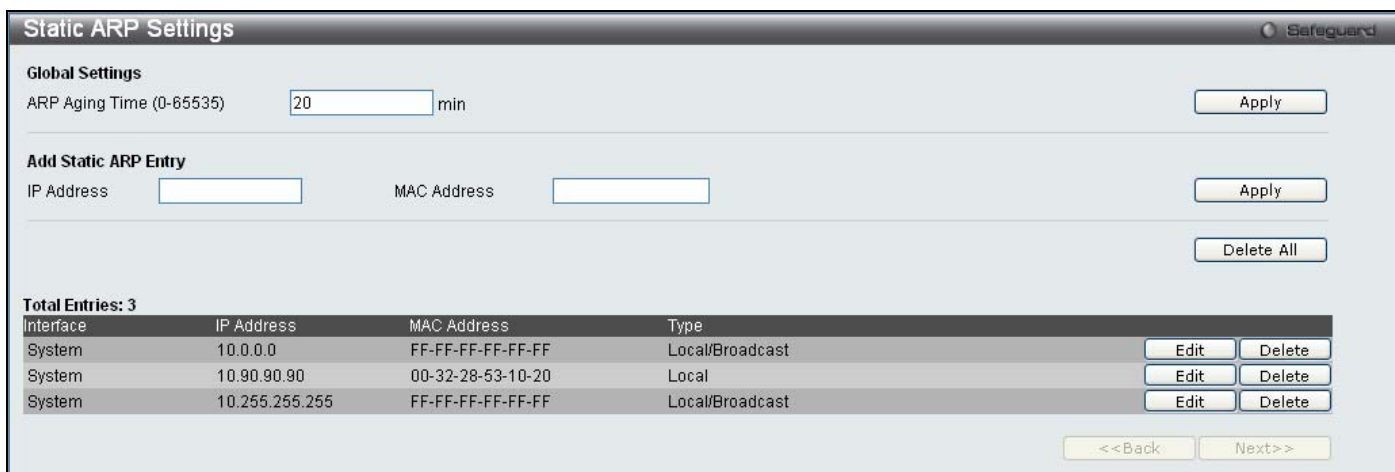 Static ARP Settings
Safeguard
Global Settings
ARP Aging Time (0-65535) 20 min Apply
Add Static ARP Entry
IP Address MAC Address Apply
Delete All
Total Entries: 3
Interface IP Address MAC Address Type
System 10.0.0.0 FF-FF-FF-FF-FF-FF Local/Broadcast Edit Delete
System 10.90.90.90 00-32-28-53-10-20 Local Edit Delete
System 10.255.255.255 FF-FF-FF-FF-FF-FF Local/Broadcast Edit Delete
<<Back Next>>